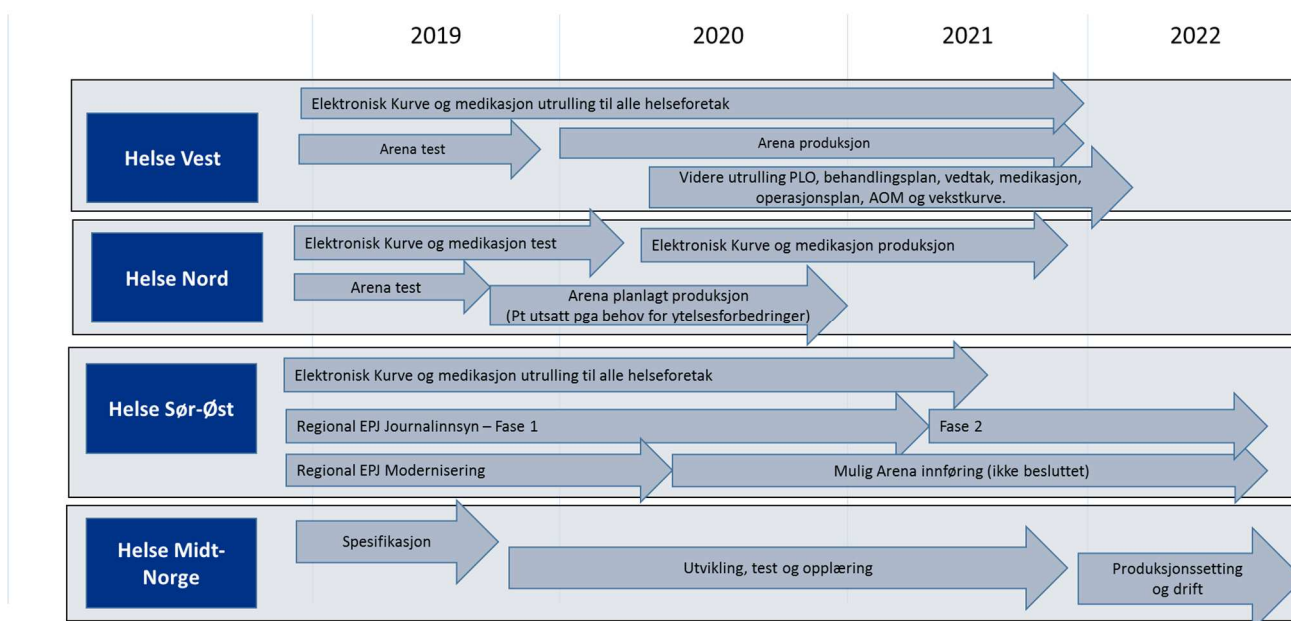 2019
2020
2021
2022
Helse Vest
Elektronisk Kurve og medikasjon utrulling til alle helseforetak
Arena test
Arena produksjon
Videre utrulling PLO, behandlingsplan, vedtak, medikasjon,
operasjonsplan, AOM og vekstkurve.
Helse Nord
Elektronisk Kurve og medikasjon test
Elektronisk Kurve og medikasjon produksjon
Arena test
Arena planlagt produksjon
(Pt utsatt pga behov for ytelsesforbedringer)
Helse Sør-Øst
Elektronisk Kurve og medikasjon utrulling til alle helseforetak
Regional EPJ Journalinnsyn – Fase 1
Fase 2
Regional EPJ Modernisering
Mulig Arena innføring (ikke besluttet)
Helse Midt-
Norge
Spesifikasjon
Utvikling, test og opplæring
Produksjonssetting
og drift